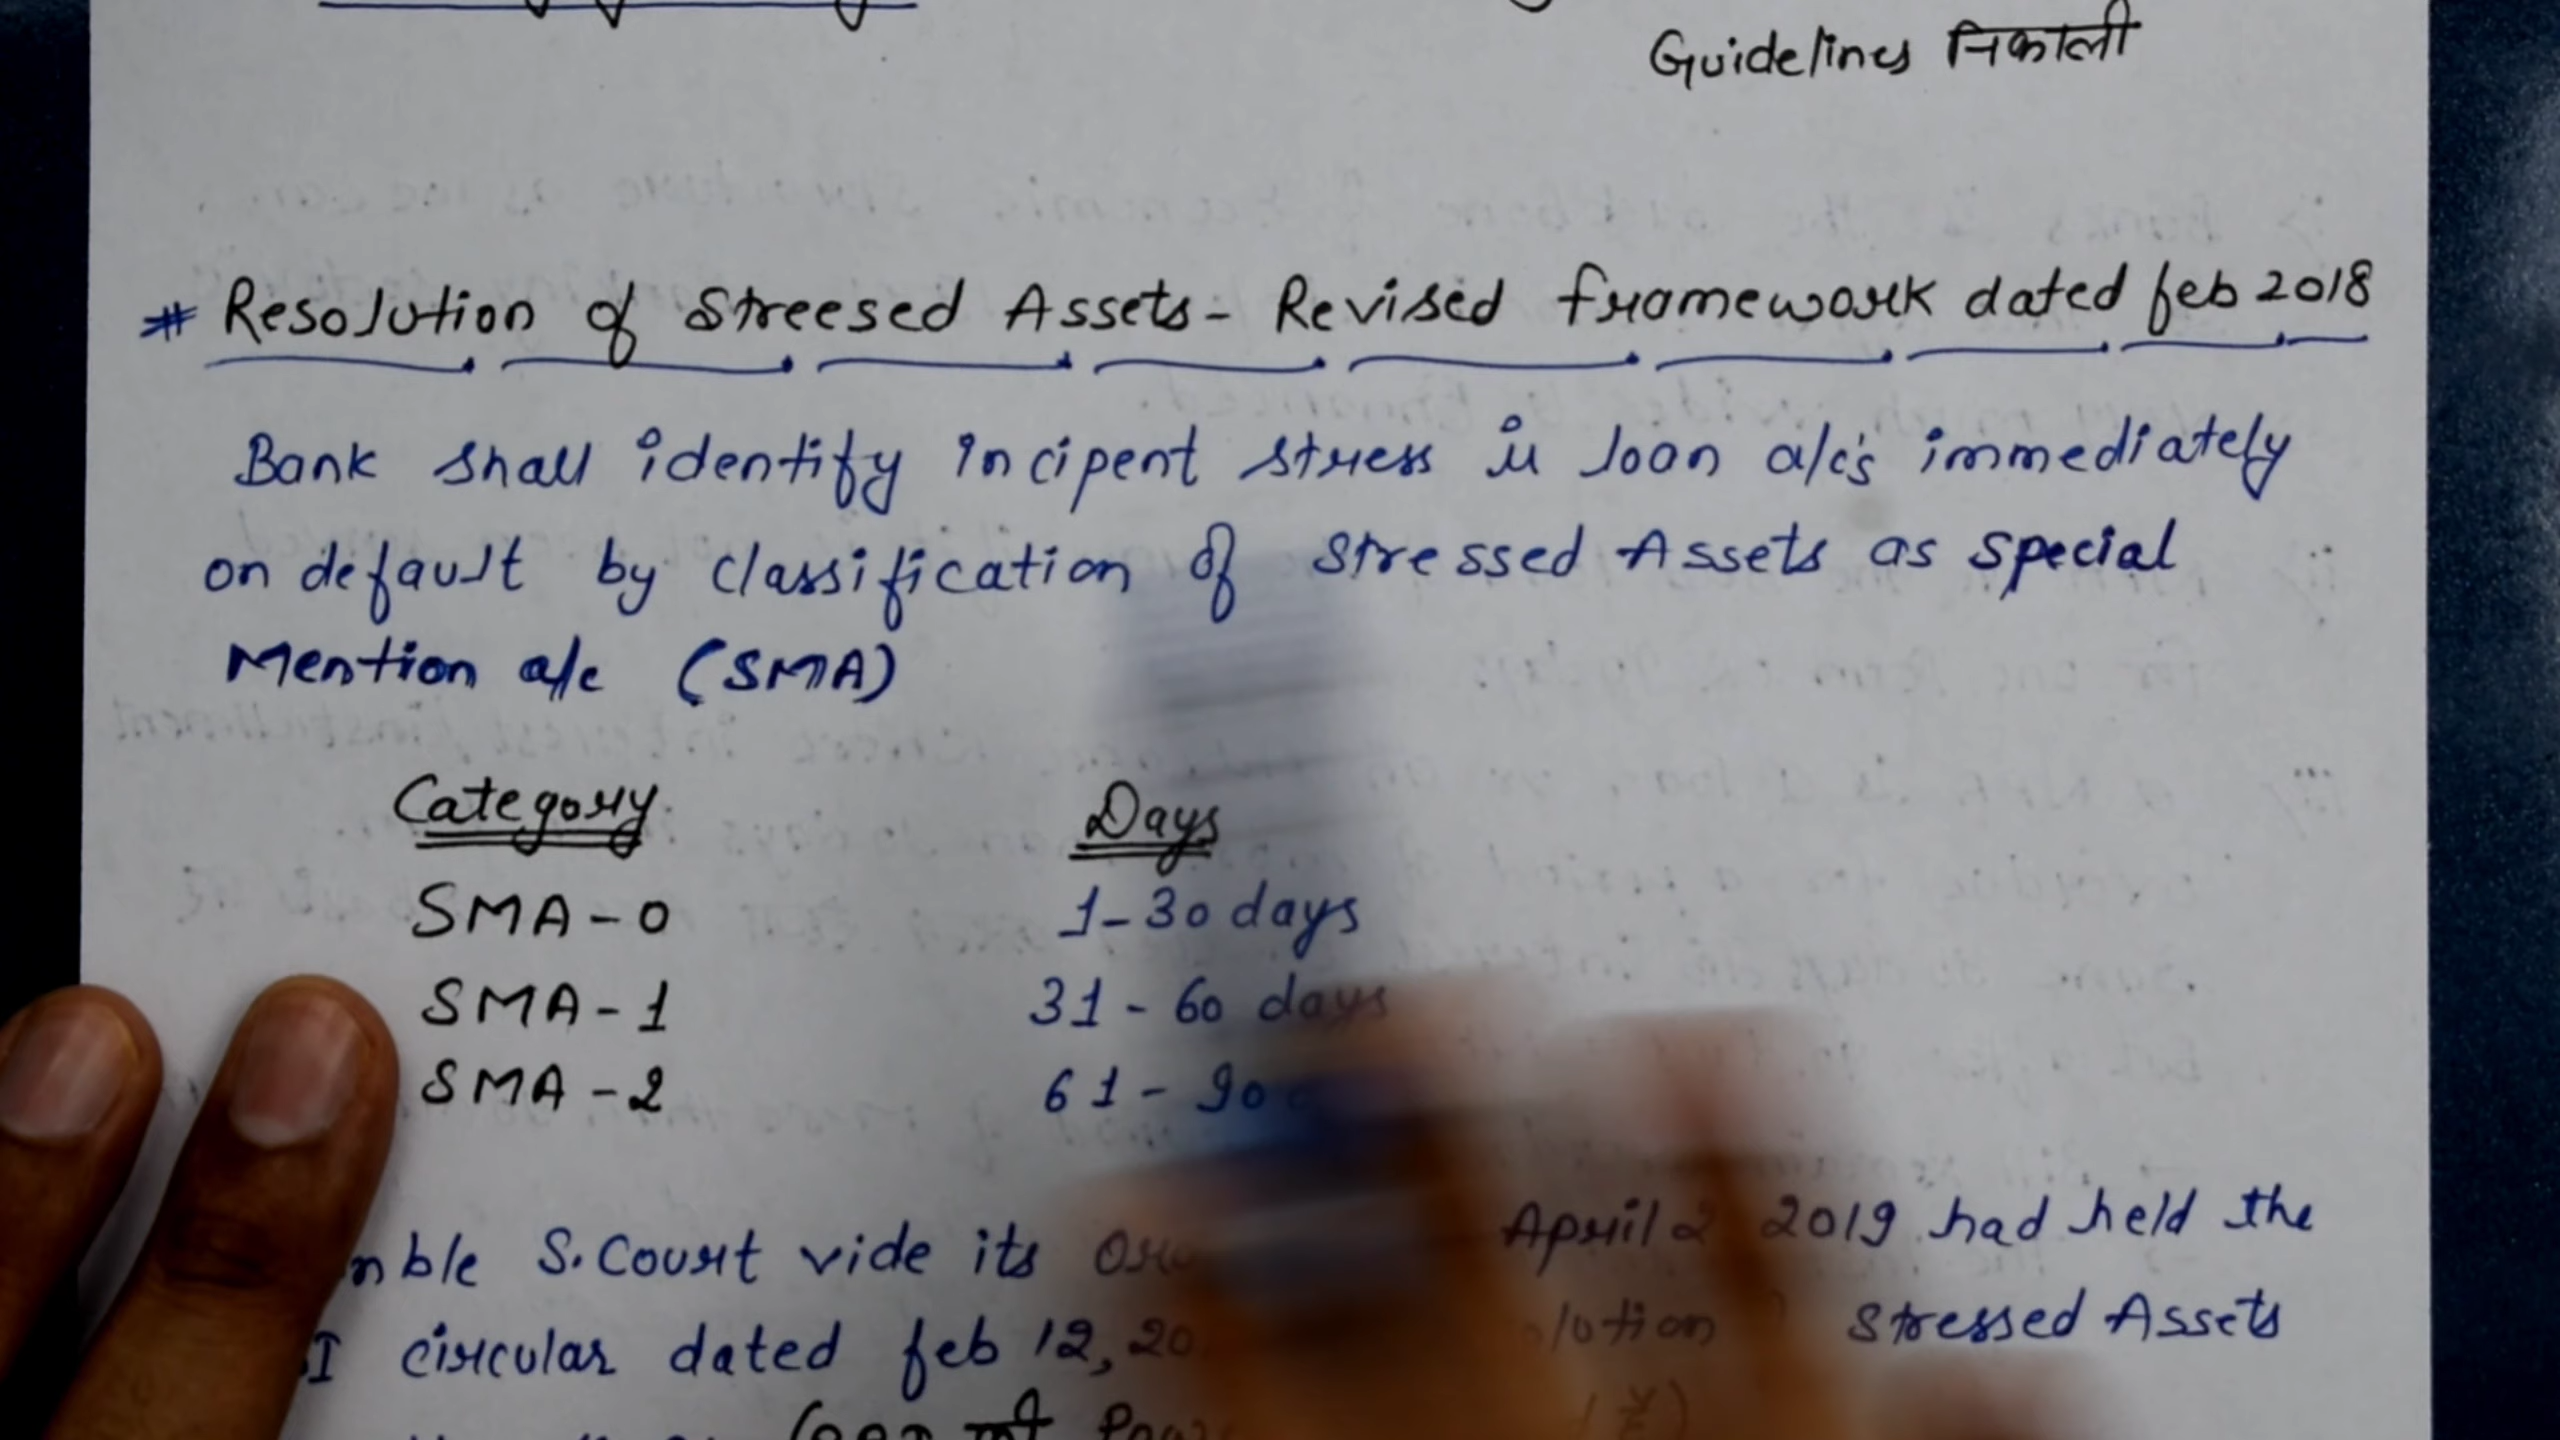 Guidelines निकाली
# Resolution of Streesed Assets - Revised framework dated feb 2018
Bank shall identify incipent stress in loan a/c's immediately
on default by classification of stressed Assets as special
Mention a/c (SMA)
Category Days
SMA - 0 1-30 days
SMA - 1 31 - 60 days
SMA - 2 61 - 90
S. Court vide its April 2 2019 had held the
circular dated feb 12, Stressed Assets